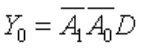 Y₀ = A̅₁A̅₀D